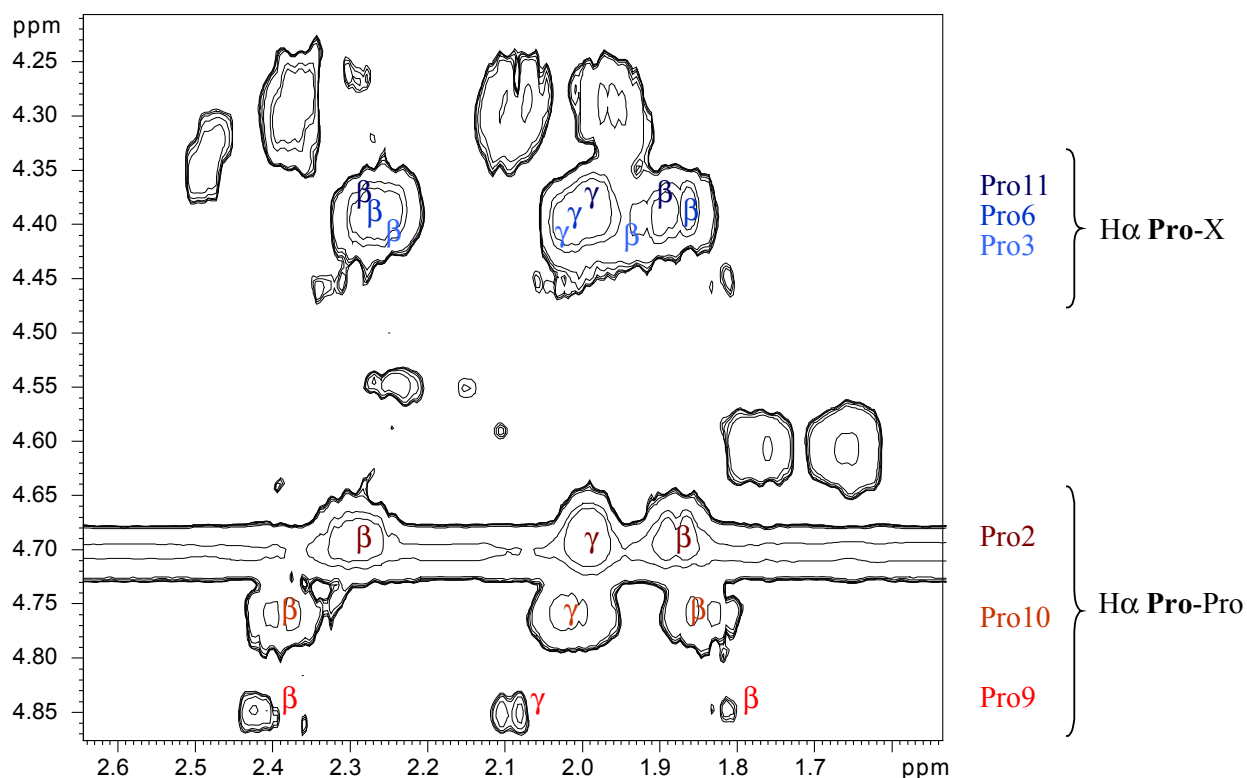 ppm
4.25
4.30
4.35
4.40
4.45
4.50
4.55
4.60
4.65
4.70
4.75
4.80
4.85
β γ β
β γ β
β γ β
Pro11
Pro6
Pro3
Hα Pro-X
β γ β
Pro2
β γ β
Pro10
Hα Pro-Pro
β γ β
Pro9
2.6 2.5 2.4 2.3 2.2 2.1 2.0 1.9 1.8 1.7 ppm